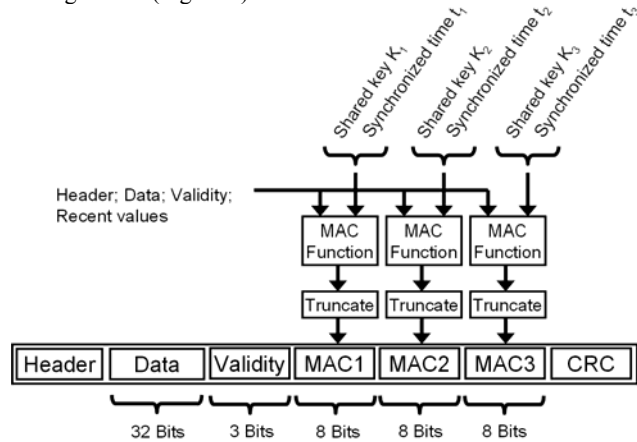 Shared key K1
Synchronized time t1
Shared key K2
Synchronized time t2
Shared key K3
Synchronized time t3
Header; Data; Validity;
Recent values
MAC Function
MAC Function
MAC Function
Truncate
Truncate
Truncate
Header Data Validity MAC1 MAC2 MAC3 CRC
32 Bits 3 Bits 8 Bits 8 Bits 8 Bits